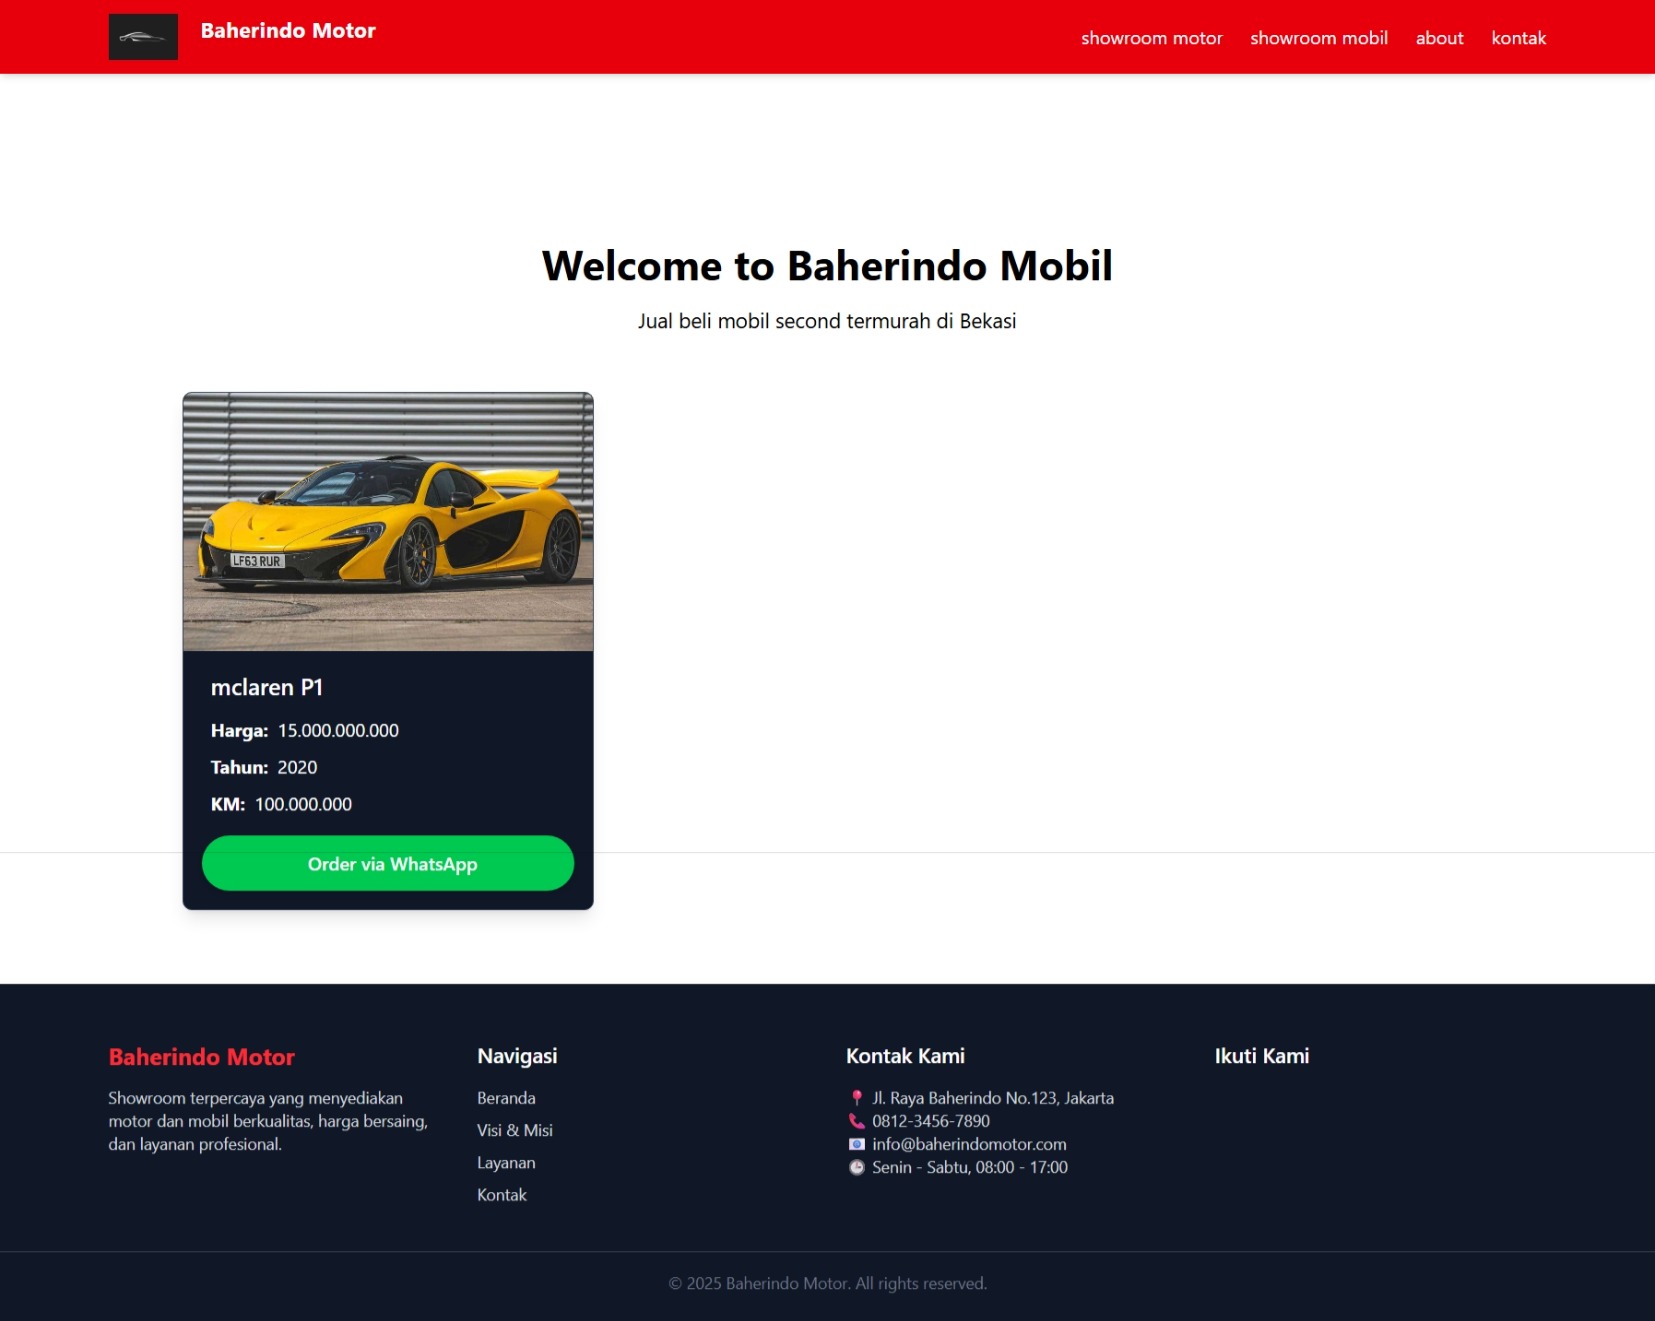 Baherindo Motor
showroom motor showroom mobil about kontak
Welcome to Baherindo Mobil
Jual beli mobil second termurah di Bekasi
LF63 RUR
mclaren P1
Harga: 15.000.000.000
Tahun: 2020
KM: 100.000.000
Order via WhatsApp
Baherindo Motor
Showroom terpercaya yang menyediakan
motor dan mobil berkualitas, harga bersaing,
dan layanan profesional.
Navigasi
Beranda
Visi & Misi
Layanan
Kontak
Kontak Kami
📍 Jl. Raya Baherindo No.123, Jakarta
📞 0812-3456-7890
📧 info@baherindomotor.com
🕒 Senin - Sabtu, 08:00 - 17:00
Ikuti Kami
© 2025 Baherindo Motor. All rights reserved.